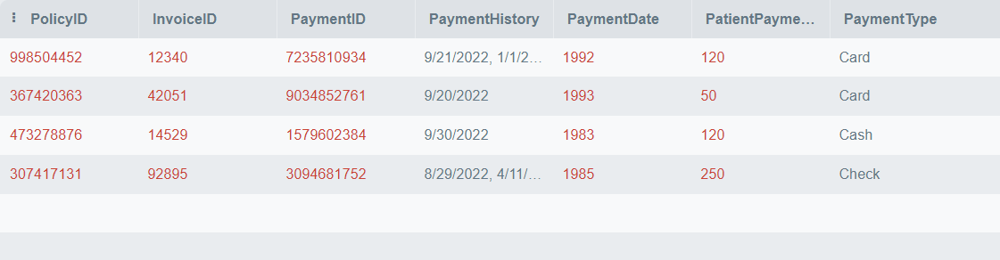 PolicyID InvoiceID PaymentID PaymentHistory PaymentDate PatientPayme... PaymentType
998504452 12340 7235810934 9/21/2022, 1/1/2... 1992 120 Card
367420363 42051 9034852761 9/20/2022 1993 50 Card
473278876 14529 1579602384 9/30/2022 1983 120 Cash
307417131 92895 3094681752 8/29/2022, 4/11/... 1985 250 Check